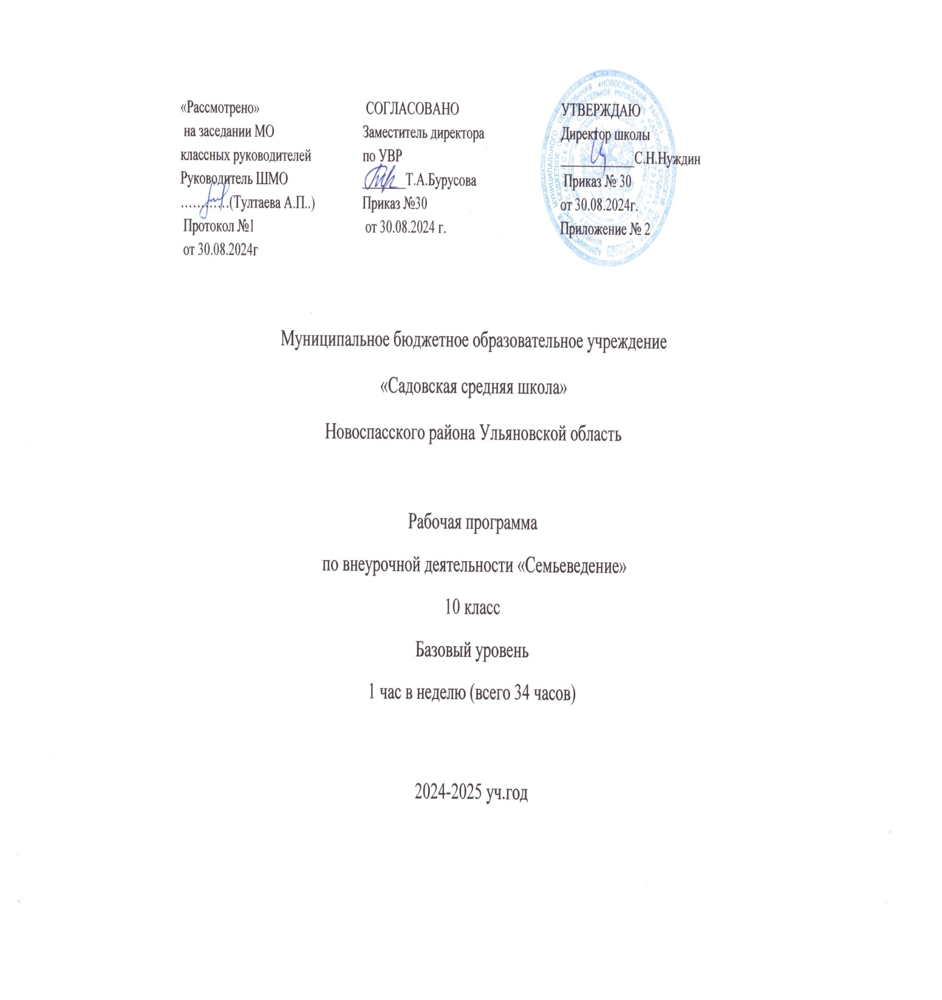 «Рассмотрено»
на заседании МО
классных руководителей
Руководитель ШМО
…………(Тултаева А.П..)
Протокол №1
от 30.08.2024г
СОГЛАСОВАНО
Заместитель директора
по УВР
______Т.А.Бурусова
Приказ №30
от 30.08.2024 г.
УТВЕРЖДАЮ
Директор школы
__________С.Н.Нуждин
Приказ № 30
от 30.08.2024г.
Приложение № 2
Муниципальное бюджетное образовательное учреждение
«Садовская средняя школа»
Новоспасского района Ульяновской область
Рабочая программа
по внеурочной деятельности «Семьеведение»
10 класс
Базовый уровень
1 час в неделю (всего 34 часов)
2024-2025 уч.год